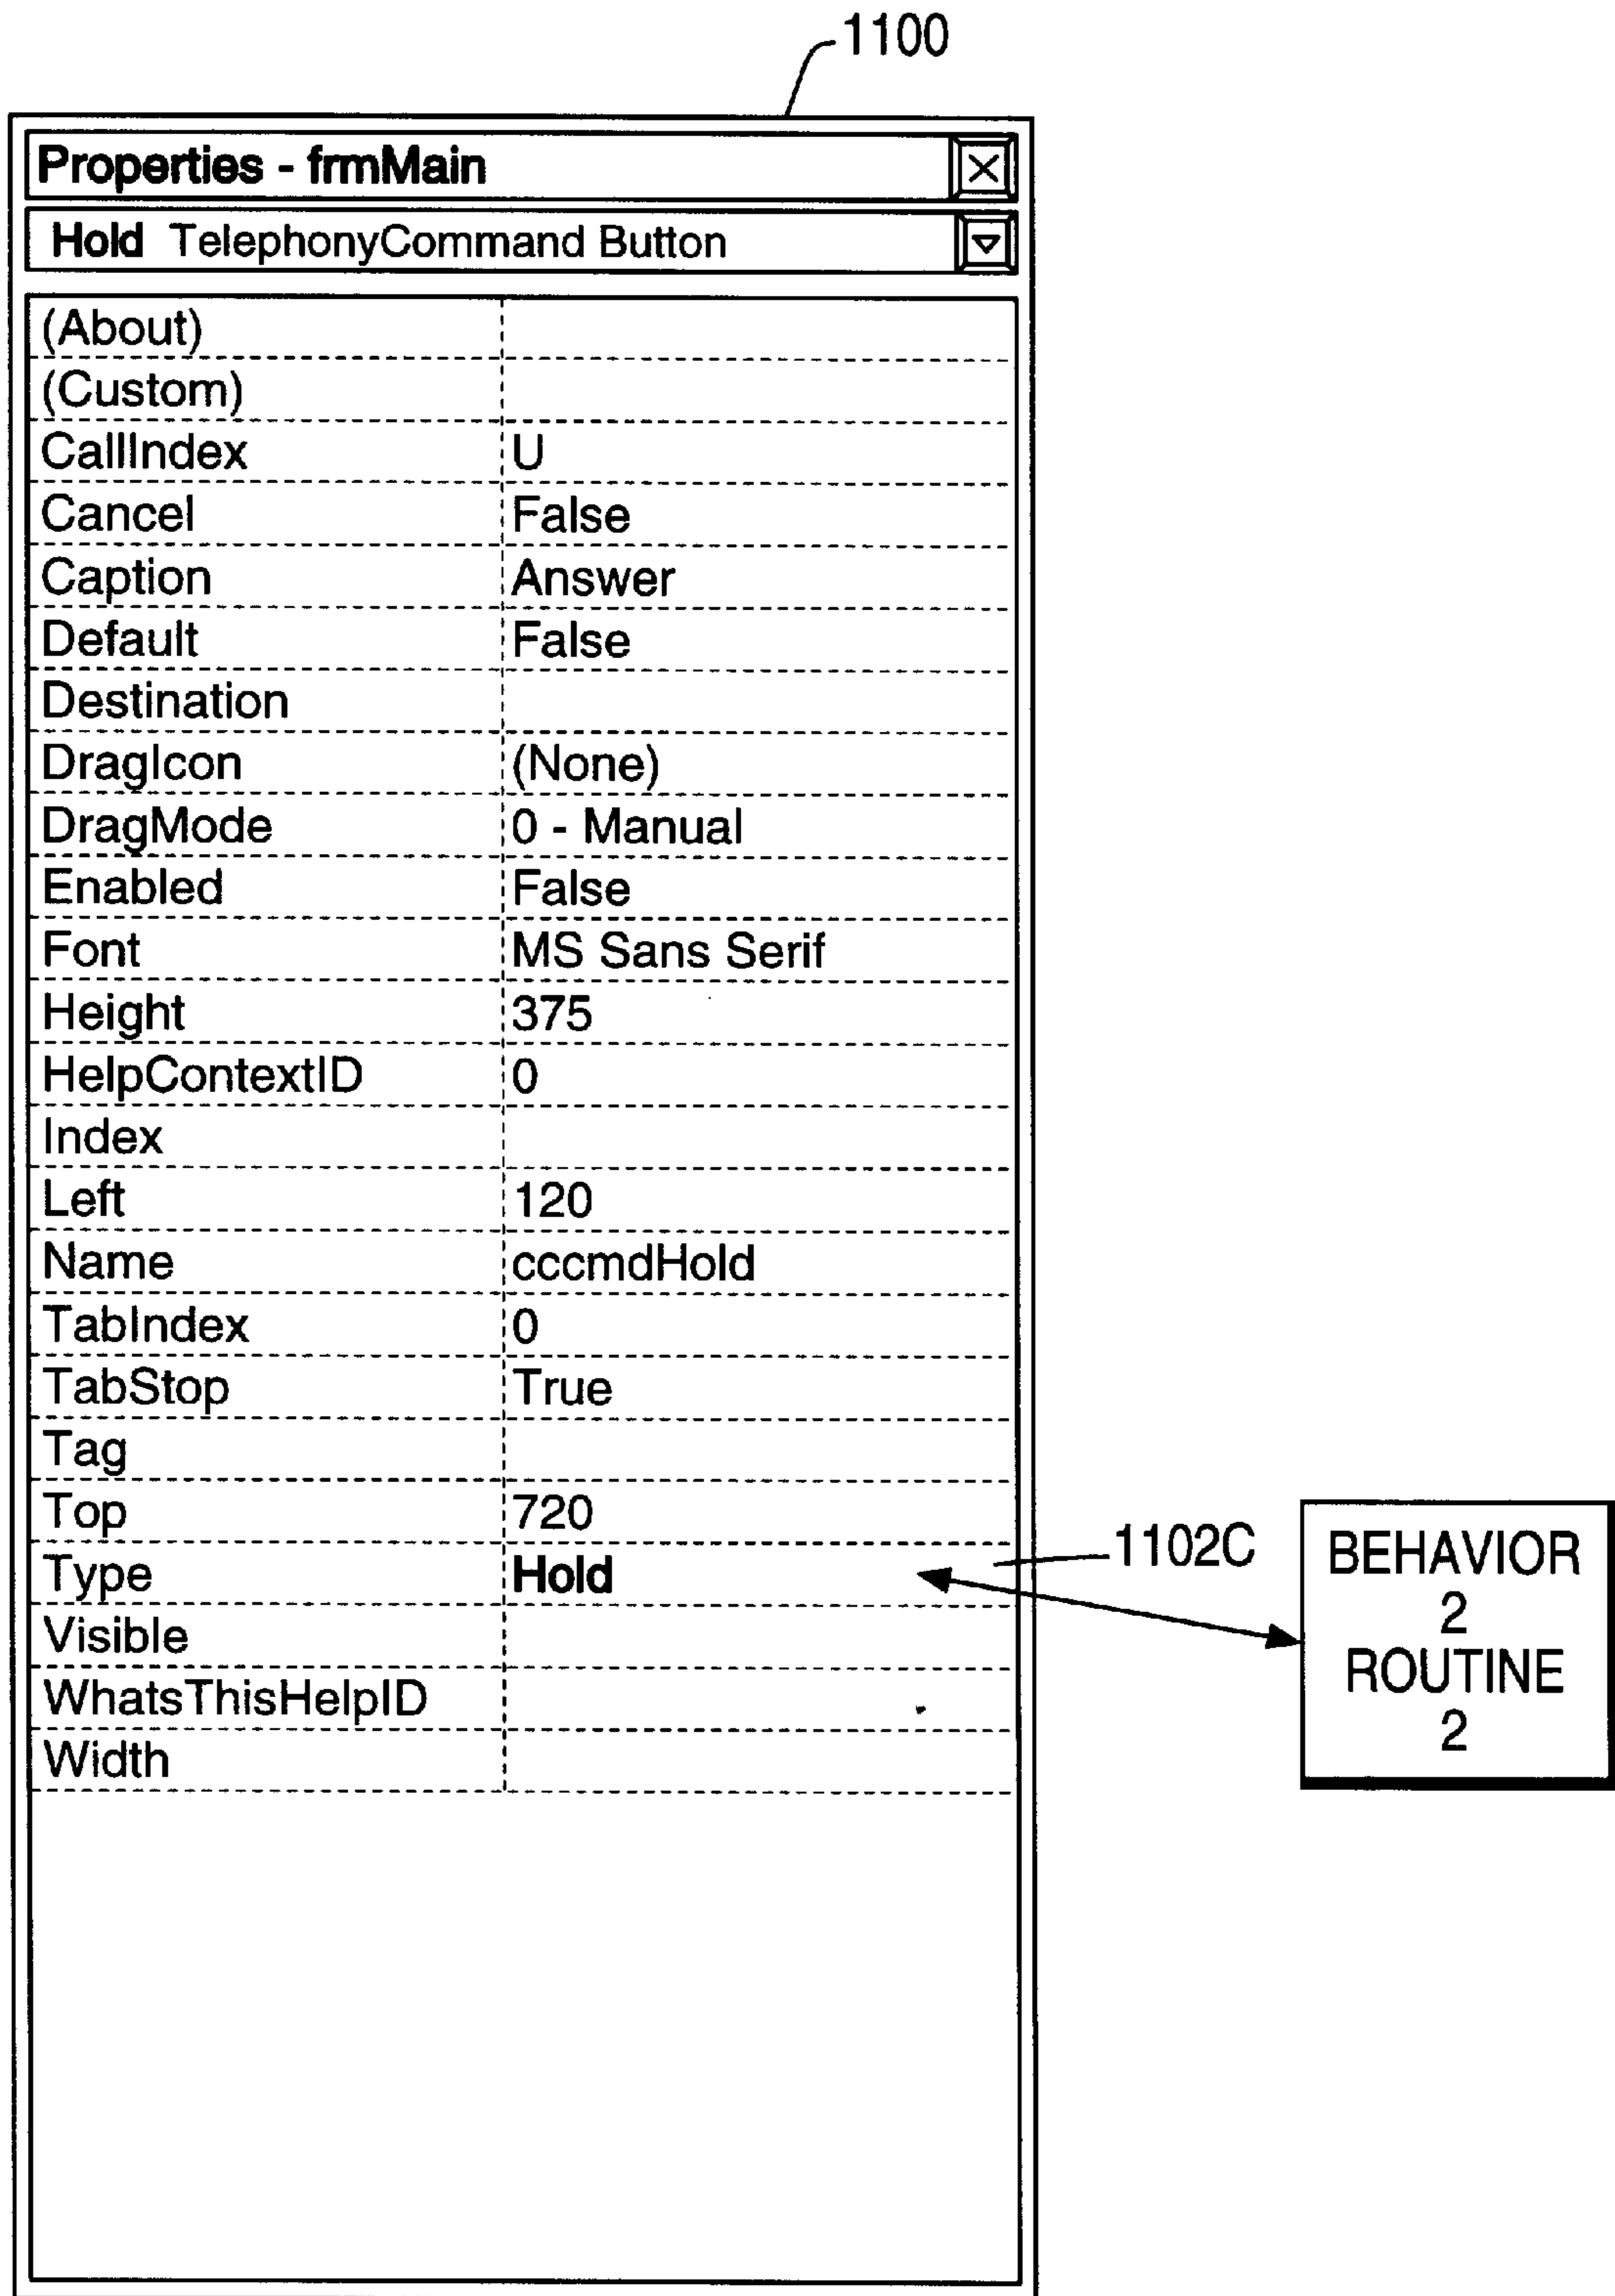 1100
Properties - frmMain
Hold TelephonyCommand Button
(About)
(Custom)
CallIndex U
Cancel False
Caption Answer
Default False
Destination
DragIcon (None)
DragMode 0 - Manual
Enabled False
Font MS Sans Serif
Height 375
HelpContextID 0
Index
Left 120
Name cccmdHold
TabIndex 0
TabStop True
Tag
Top 720
Type Hold
Visible
WhatsThisHelpID
Width
1102C
BEHAVIOR
2
ROUTINE
2